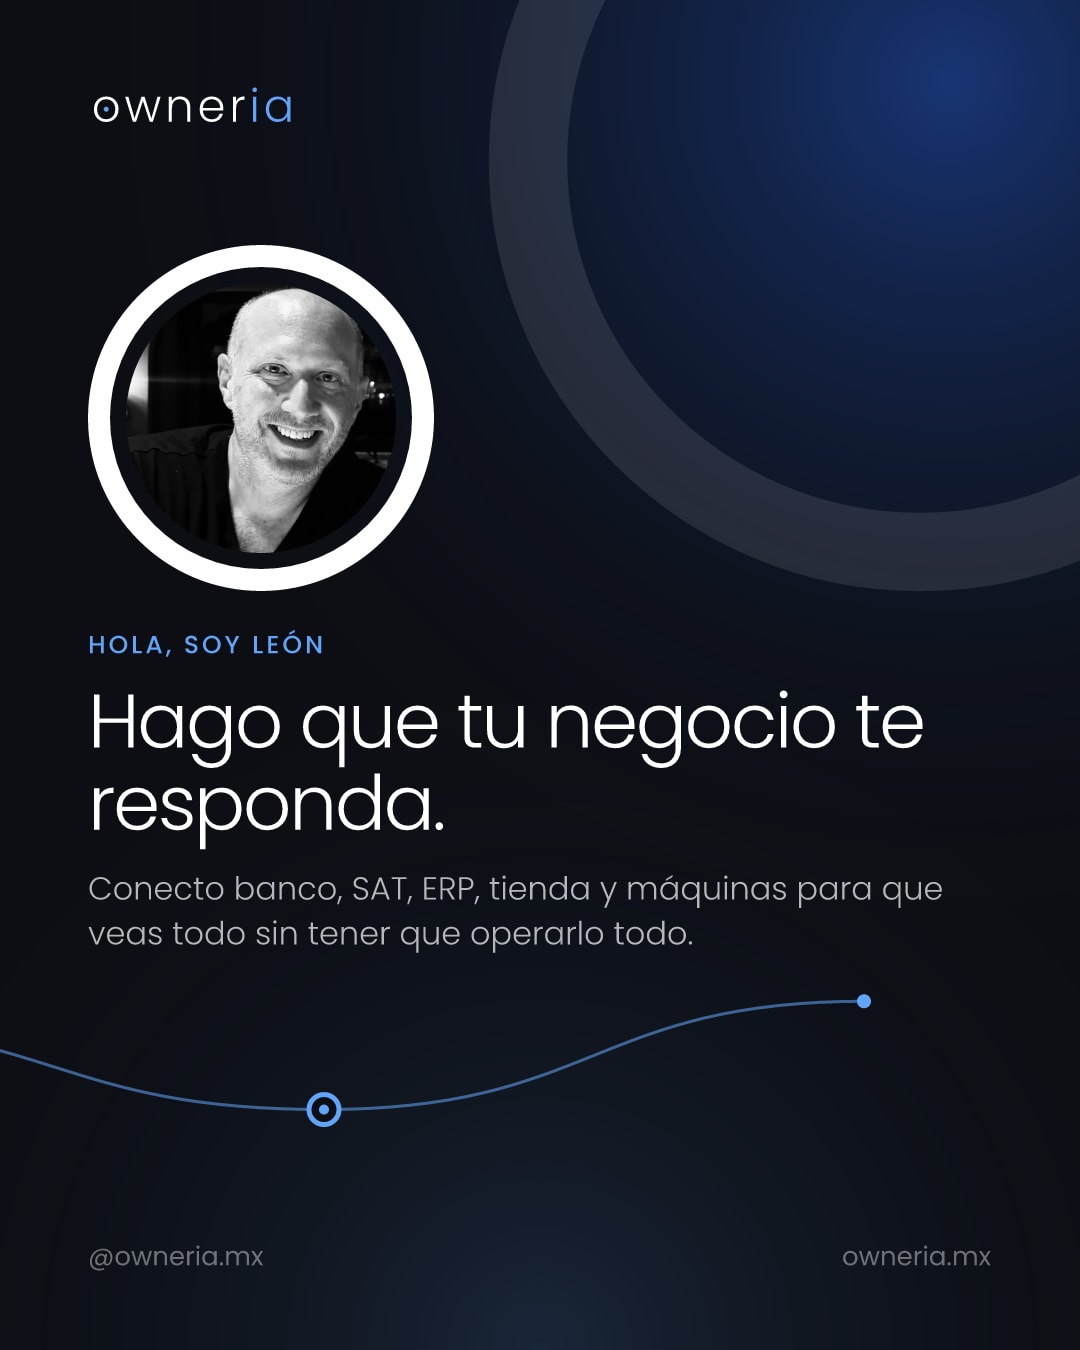 owneria
HOLA, SOY LEÓN
Hago que tu negocio te
responda.
Conecto banco, SAT, ERP, tienda y máquinas para que
veas todo sin tener que operarlo todo.
@owneria.mx
owneria.mx